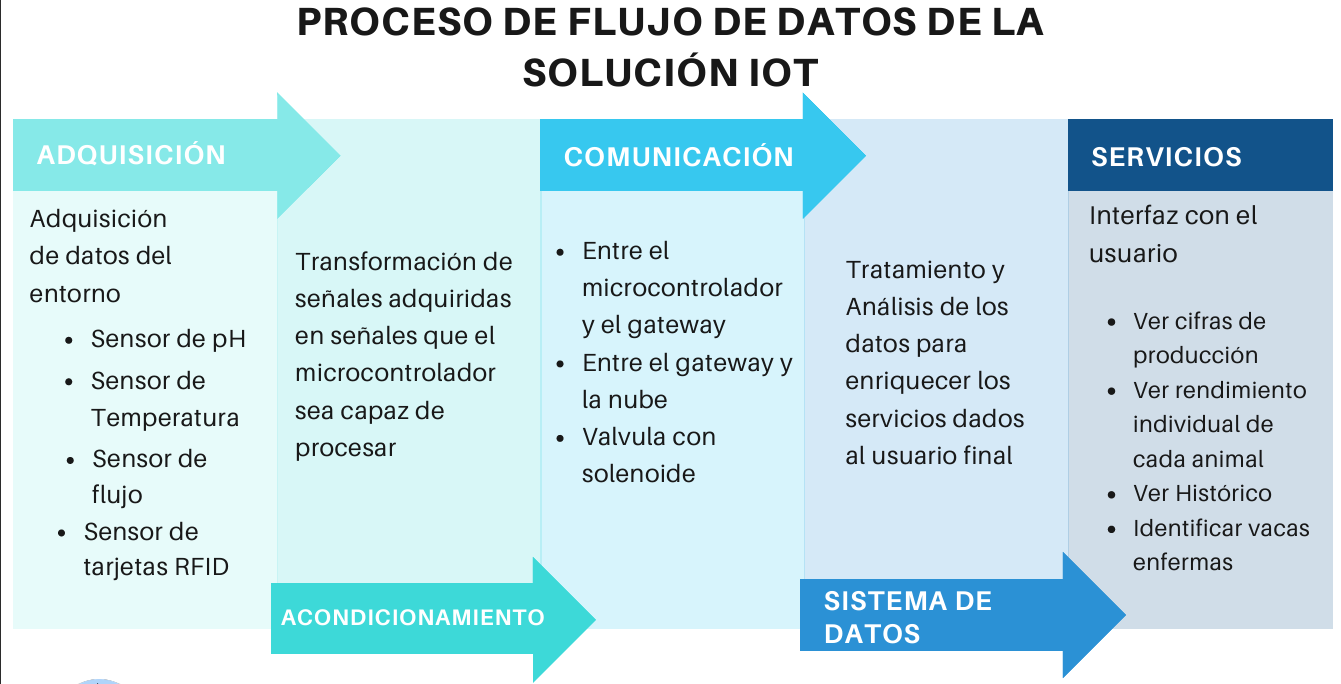 PROCESO DE FLUJO DE DATOS DE LA
SOLUCIÓN IOT
ADQUISICIÓN
Adquisición
de datos del
entorno
• Sensor de pH
• Sensor de
Temperatura
• Sensor de
flujo
• Sensor de
tarjetas RFID
Transformación de
señales adquiridas
en señales que el
microcontrolador
sea capaz de
procesar
ACONDICIONAMIENTO
COMUNICACIÓN
• Entre el
microcontrolador
y el gateway
• Entre el gateway y
la nube
• Valvula con
solenoide
Tratamiento y
Análisis de los
datos para
enriquecer los
servicios dados
al usuario final
SISTEMA DE
DATOS
SERVICIOS
Interfaz con el
usuario
• Ver cifras de
producción
• Ver rendimiento
individual de
cada animal
• Ver Histórico
• Identificar vacas
enfermas